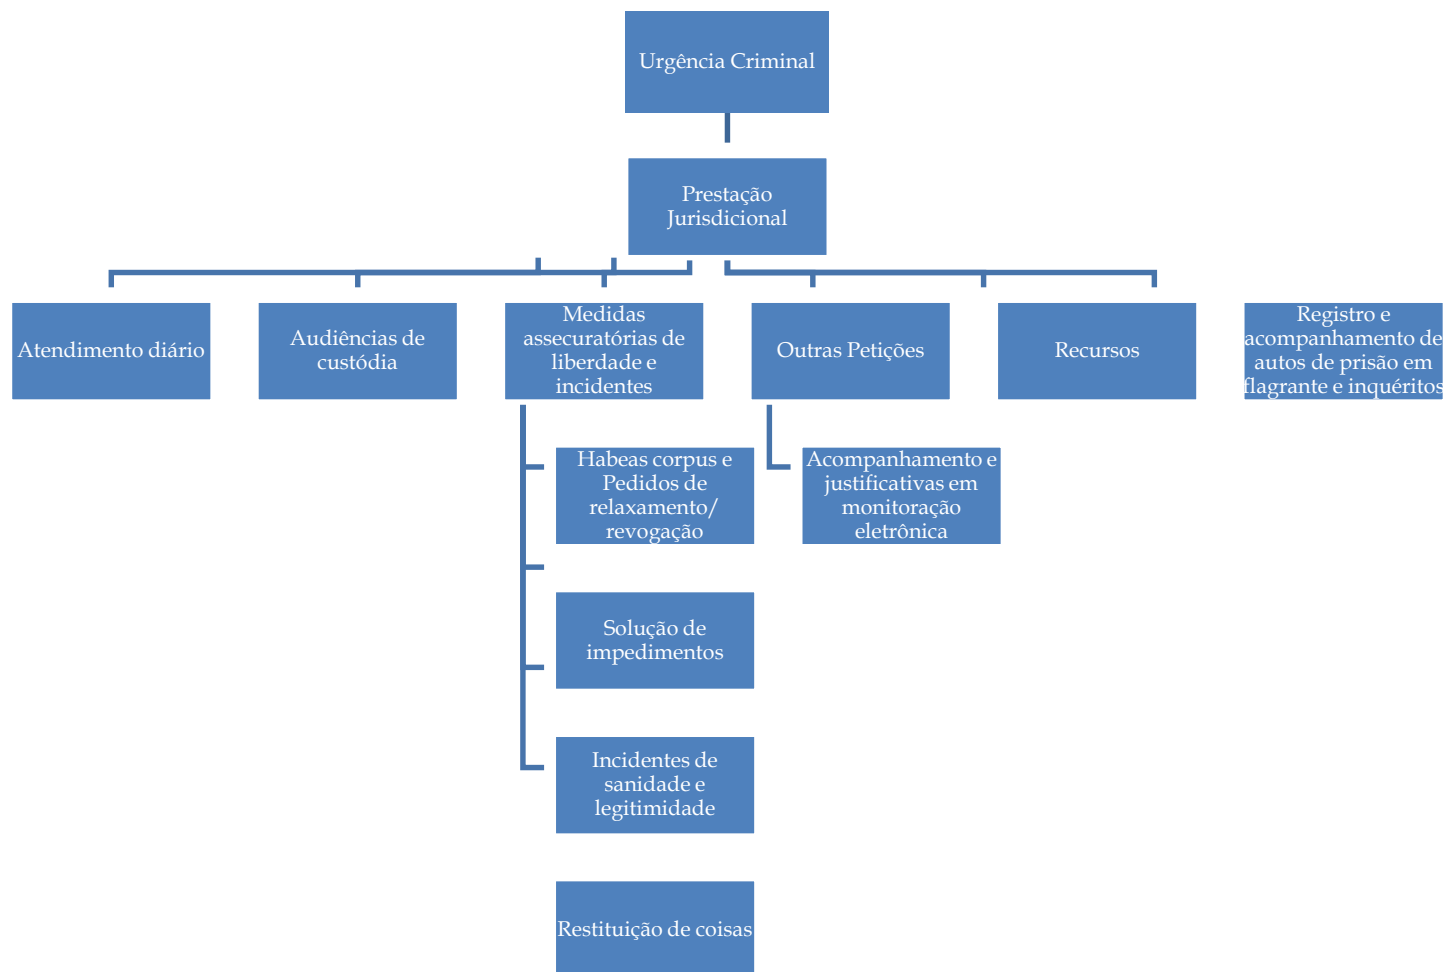 Urgência Criminal
Prestação
Jurisdicional
Atendimento diário
Audiências de
custódia
Medidas
assecuratórias de
liberdade e
incidentes
Outras Petições
Recursos
Registro e
acompanhamento de
autos de prisão em
flagrante e inquéritos
Habeas corpus e
Pedidos de
relaxamento/
revogação
Acompanhamento e
justificativas em
monitoração
eletrônica
Solução de
impedimentos
Incidentes de
sanidade e
legitimidade
Restituição de coisas